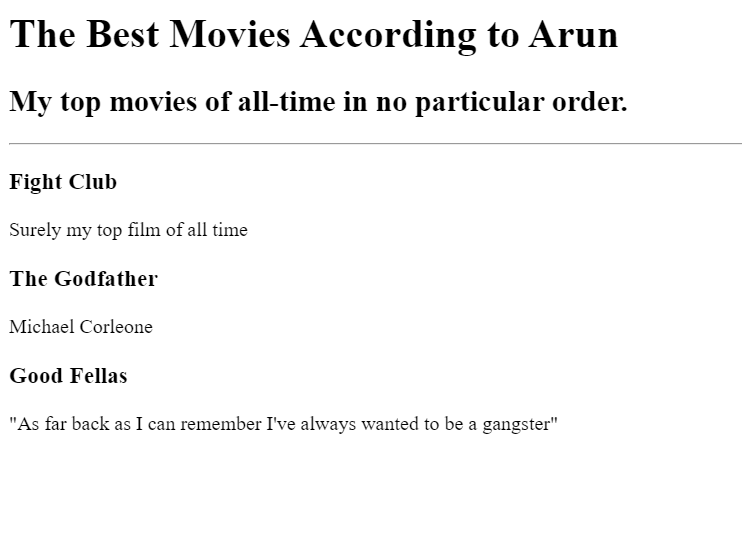 The Best Movies According to Arun
My top movies of all-time in no particular order.
Fight Club
Surely my top film of all time
The Godfather
Michael Corleone
Good Fellas
"As far back as I can remember I've always wanted to be a gangster"